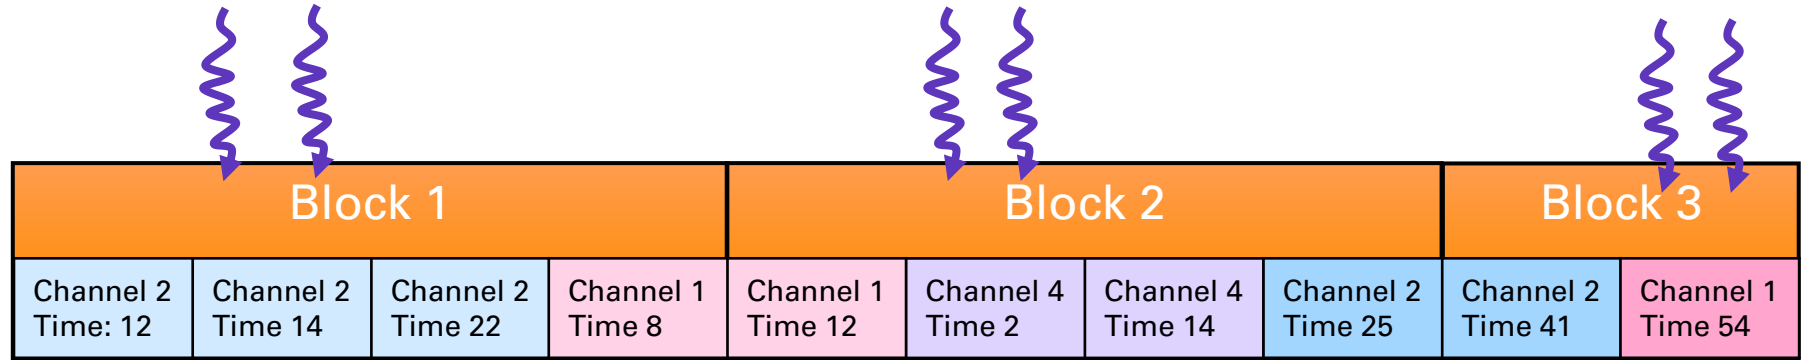 Block 1
Block 2
Block 3
Channel 2
Time: 12
Channel 2
Time 14
Channel 2
Time 22
Channel 1
Time 8
Channel 1
Time 12
Channel 4
Time 2
Channel 4
Time 14
Channel 2
Time 25
Channel 2
Time 41
Channel 1
Time 54